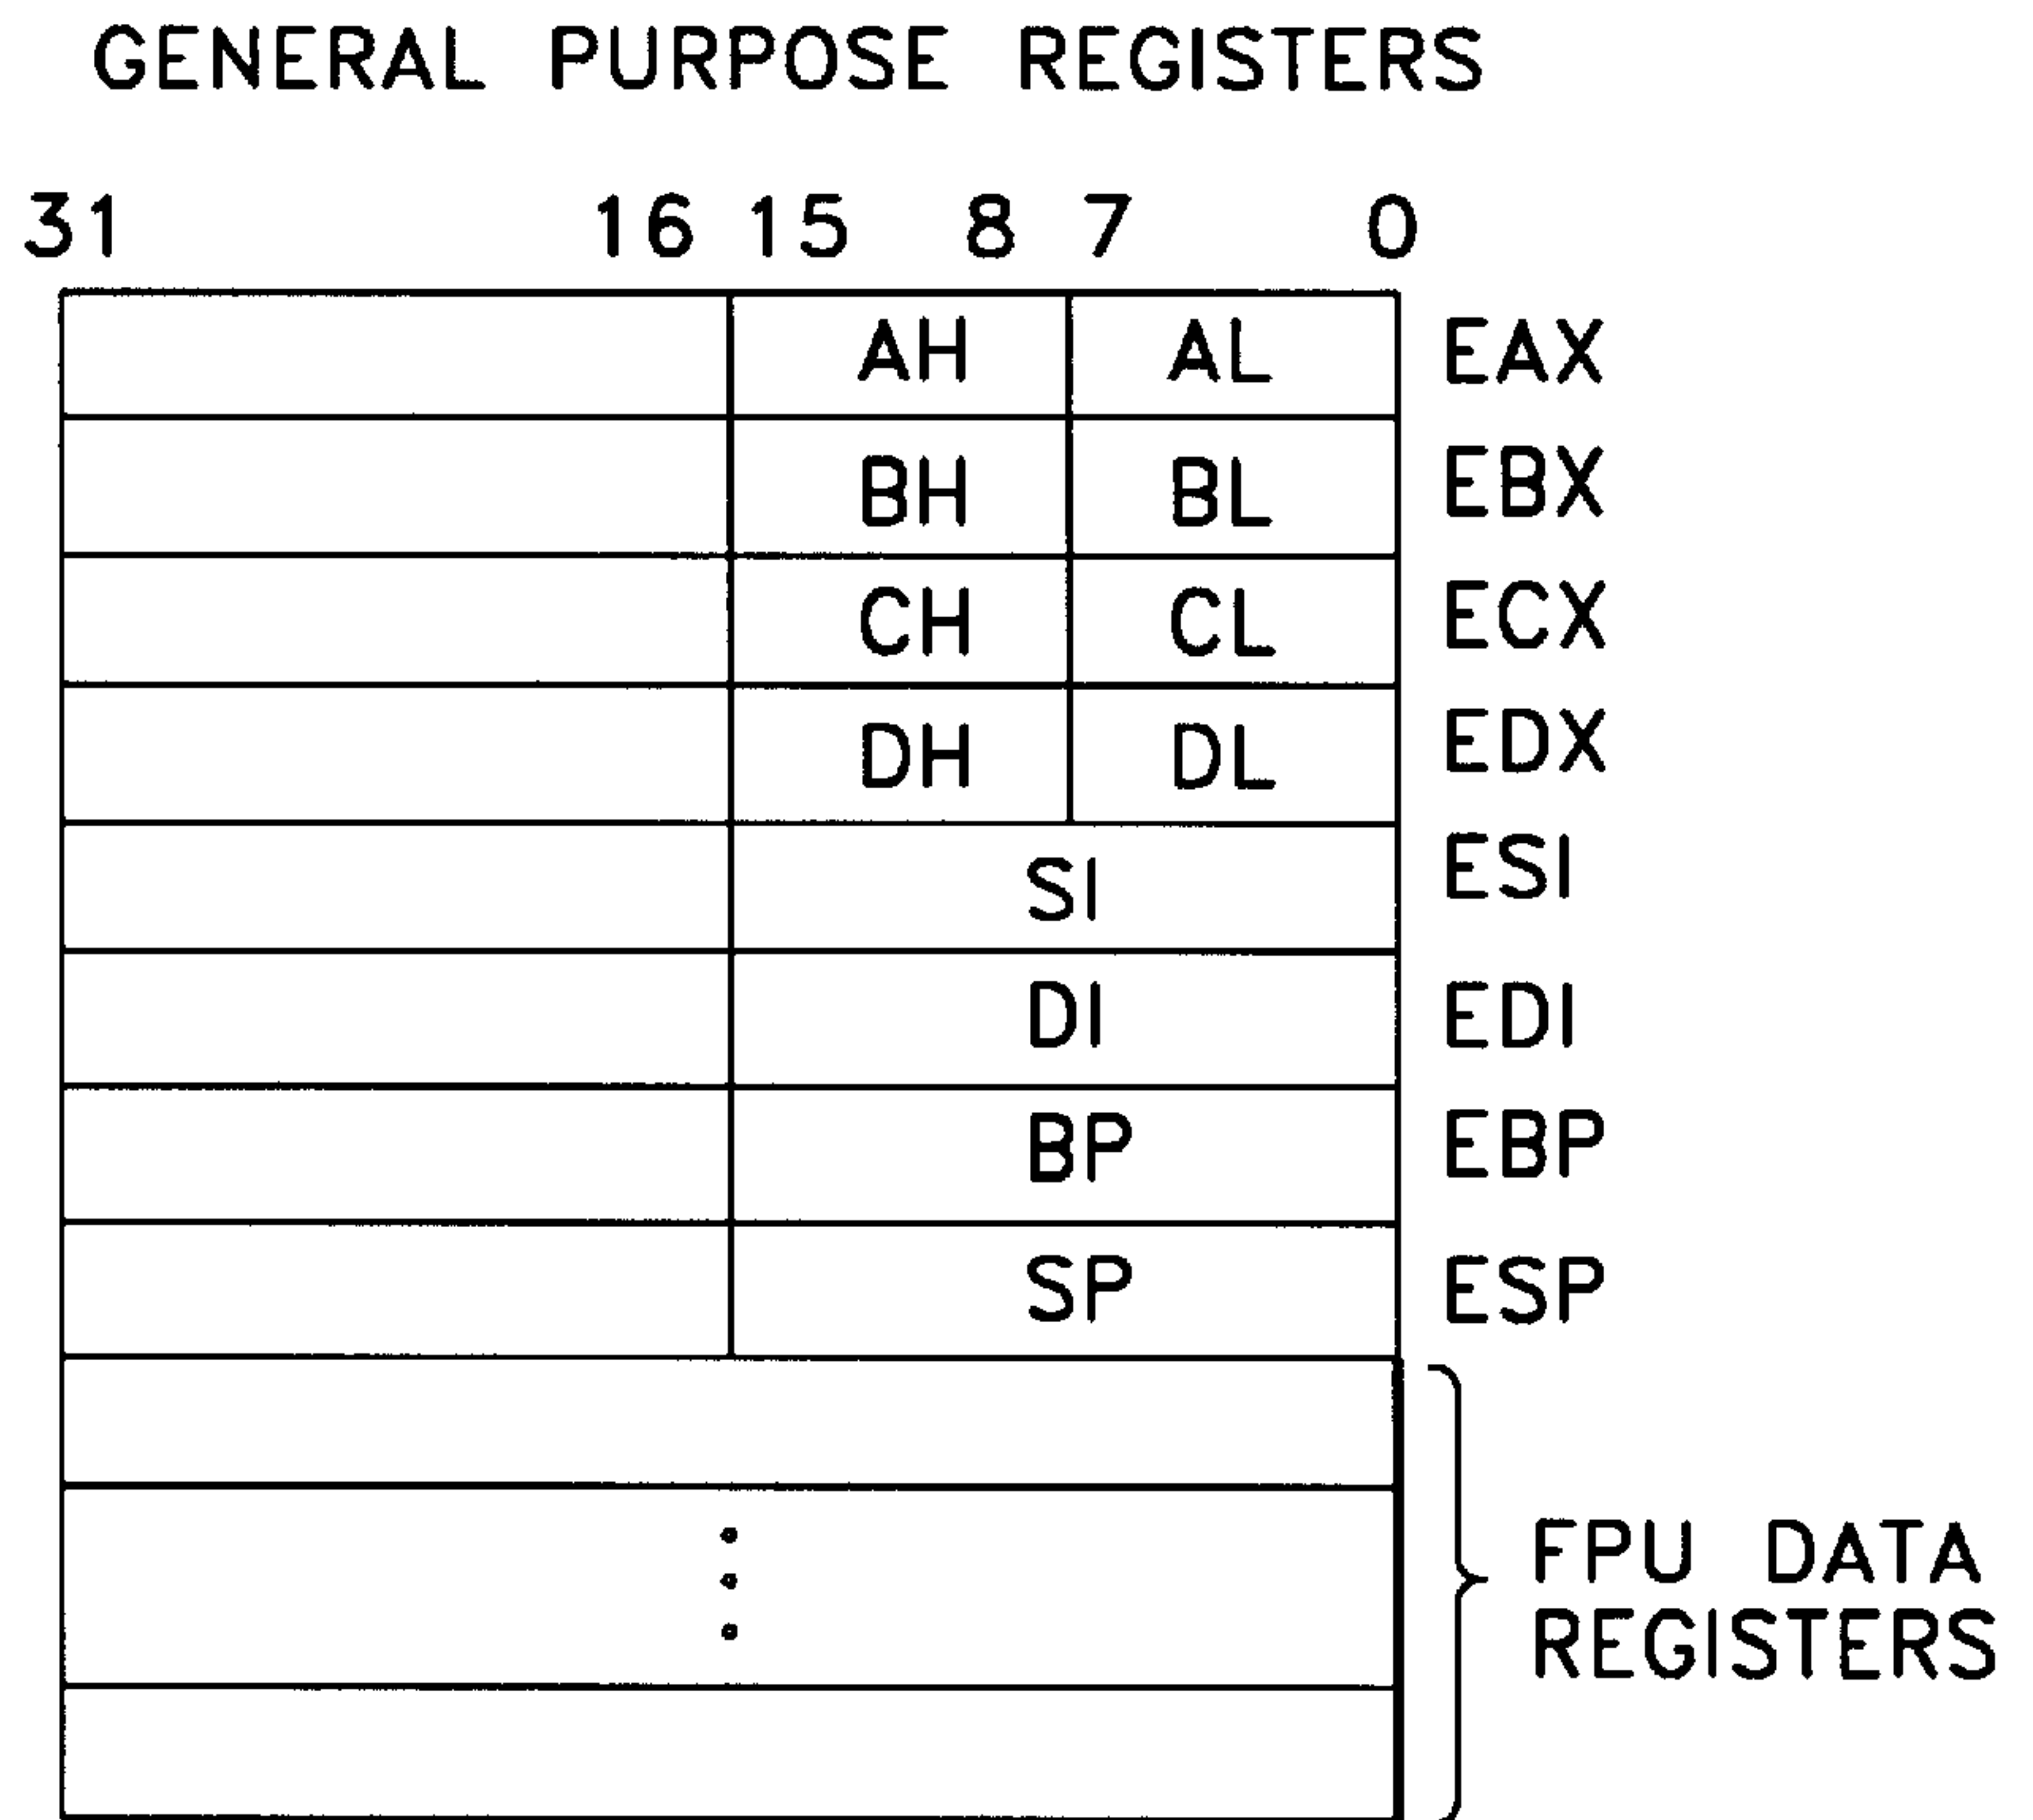 GENERAL PURPOSE REGISTERS
31 16 15 8 7 0
AH AL EAX
BH BL EBX
CH CL ECX
DH DL EDX
SI ESI
DI EDI
BP EBP
SP ESP
FPU DATA
REGISTERS